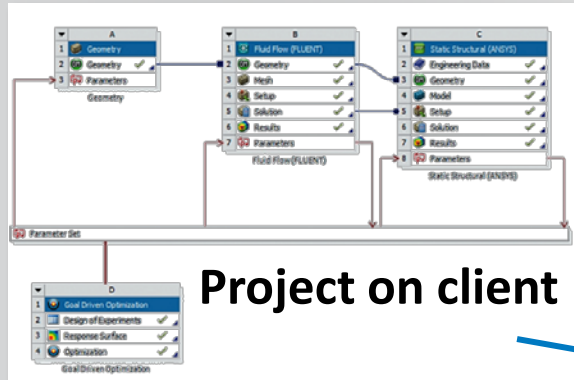 A
1 Geometry
2 Geometry
3 Parameters
Geometry
B
1 Fluid Flow (FLUENT)
2 Geometry
3 Mesh
4 Setup
5 Solution
6 Results
7 Parameters
Fluid Flow (FLUENT)
C
1 Static Structural (ANSYS)
2 Engineering Data
3 Geometry
4 Model
5 Setup
6 Solution
7 Results
8 Parameters
Static Structural (ANSYS)
Parameter Set
D
1 Goal Driven Optimization
2 Design of Experiments
3 Response Surface
4 Optimization
Goal Driven Optimization
Project on client